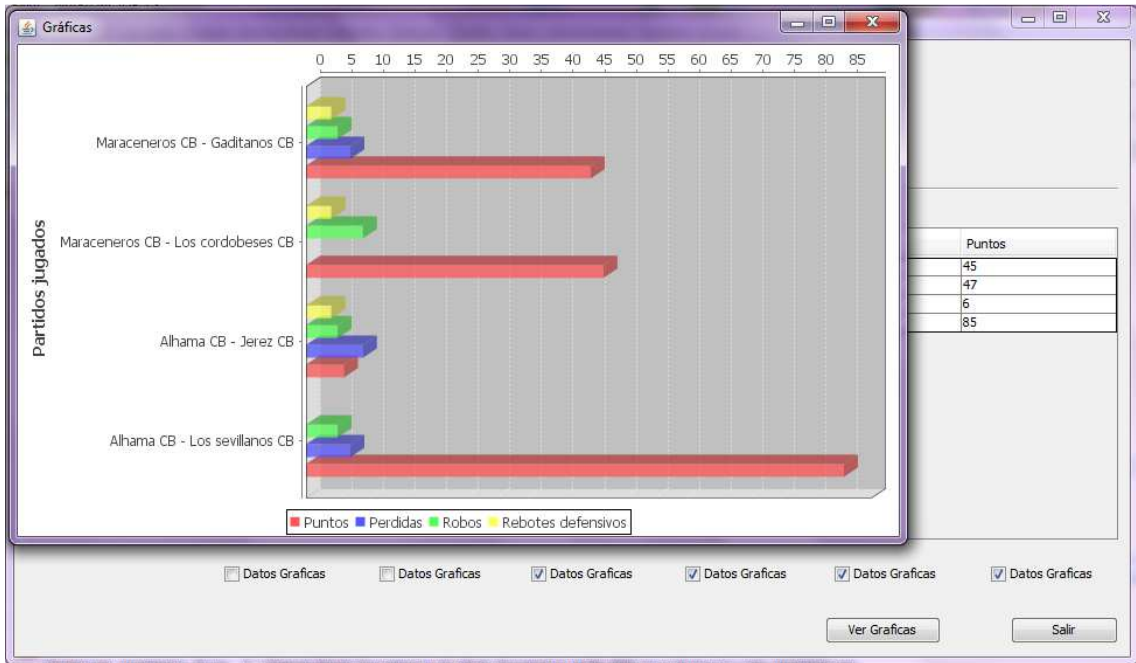 Gráficas
0 5 10 15 20 25 30 35 40 45 50 55 60 65 70 75 80 85
Partidos jugados
Maraceneros CB - Gaditanos CB
Maraceneros CB - Los cordobeses CB
Alhama CB - Jerez CB
Alhama CB - Los sevillanos CB
Puntos Perdidas Robos Rebotes defensivos
Puntos
45
47
6
85
Datos Graficas Datos Graficas Datos Graficas Datos Graficas Datos Graficas Datos Graficas
Ver Graficas Salir